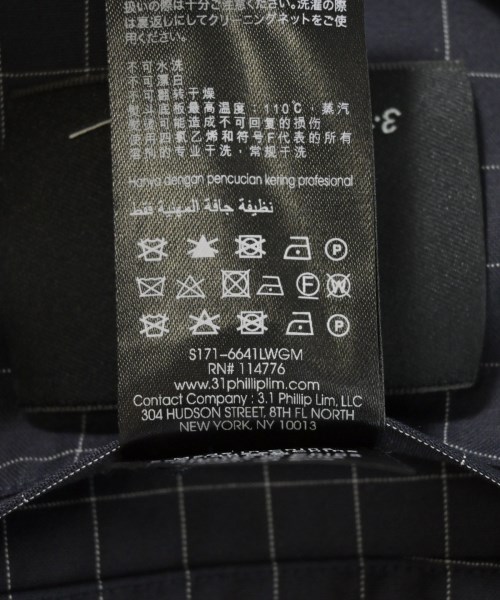 扱いの際は十分ご注意ください。洗濯の際
は裏返しにしてクリーニングネットをご使
用ください。
不可水洗
不可漂白
不可翻转干燥
熨斗底板最高温度:110℃,蒸汽
熨烫可能造成不可回复的损伤
四氯乙烯和符号F代表的所有
的专业干洗,常规干洗
Hanya dengan pencucian kering profesional
نظيفة جافة المهنية فقط
P
F W
P
S171-6641LWGM
RN# 114776
www.31philliplim.com
Contact Company : 3.1 Phillip Lim, LLC
304 HUDSON STREET. 8TH FL NORTH
NEW YORK, NY 10013
3.